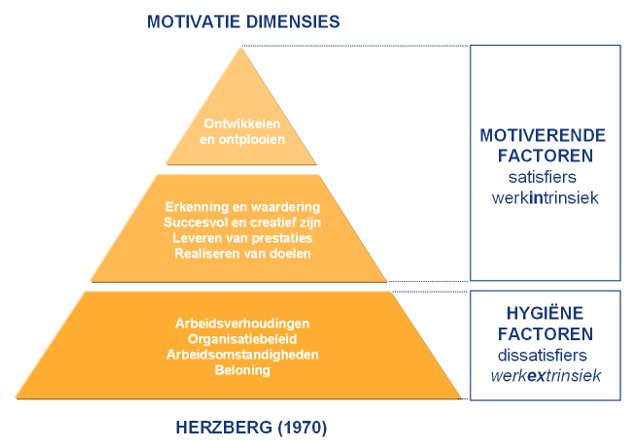 MOTIVATIE DIMENSIES
Ontwikkelen
en ontplooien
Erkenning en waardering
Succesvol en creatief zijn
Leveren van prestaties
Realiseren van doelen
Arbeidsverhoudingen
Organisatiebeleid
Arbeidsomstandigheden
Beloning
MOTIVERENDE
FACTOREN
satisfiers
werkintrinsiek
HYGIËNE
FACTOREN
dissatisfiers
werkextrinsiek
HERZBERG (1970)